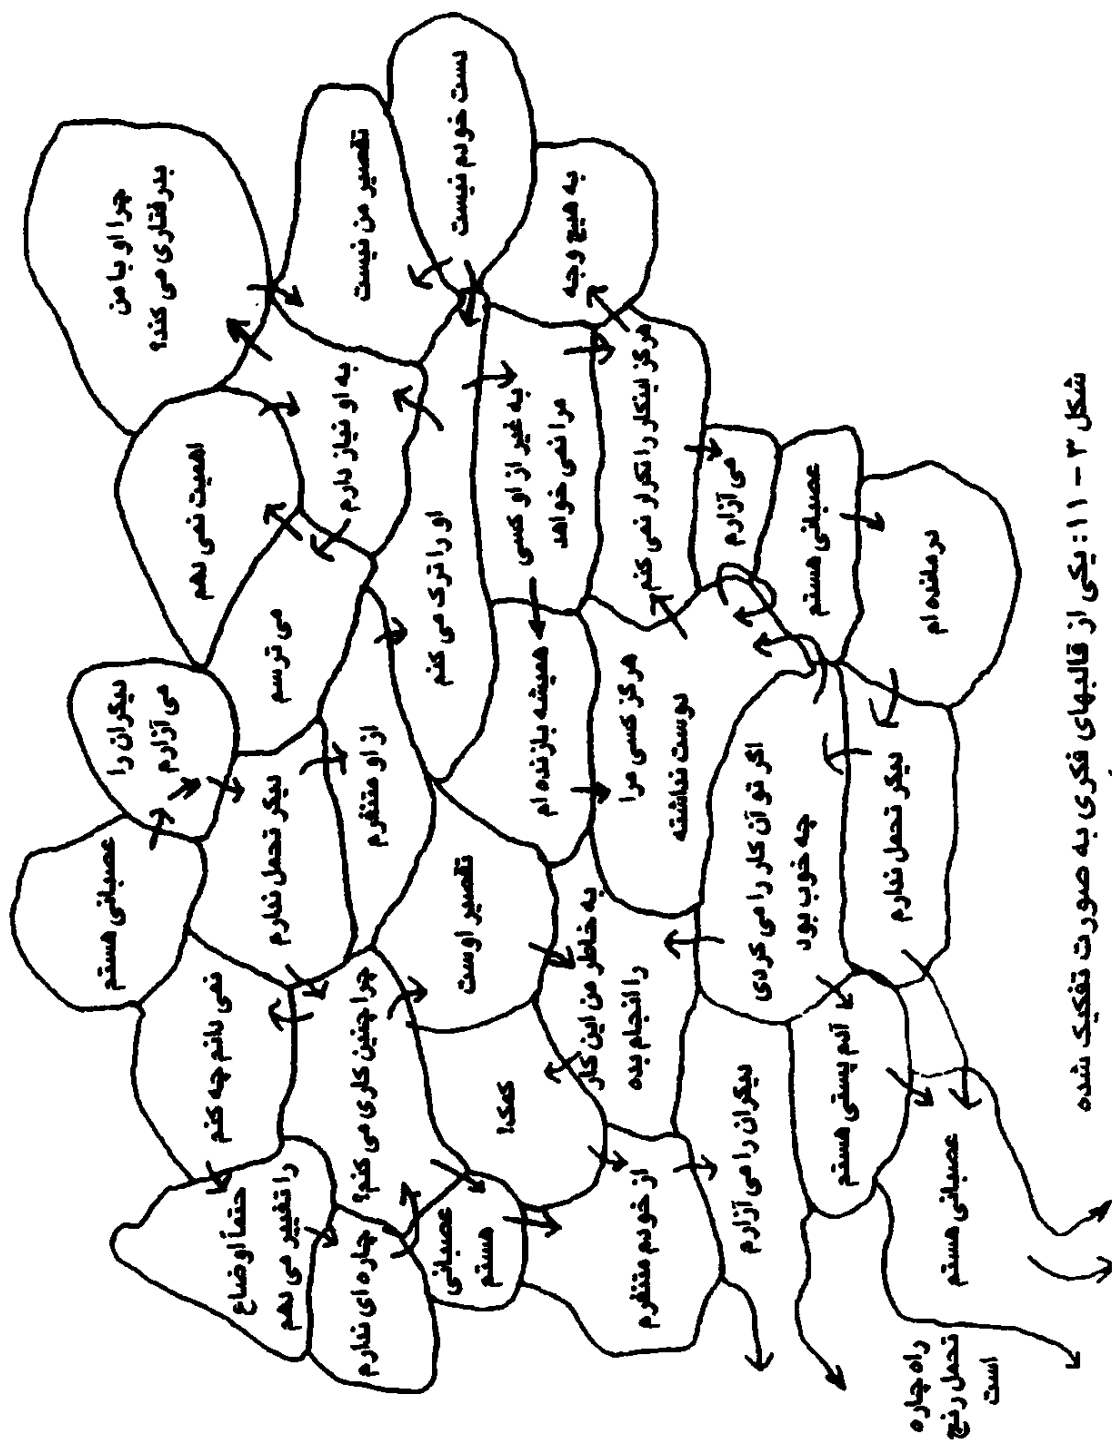 چرا او با من
بدرفتاری می کند؟
اهمیت نمی دهم
دیگران را
می آزارم
عصبانی هستم
نمی دانم چه کنم
حتماً اوضاع
را تغییر می دهم
تقصیر من نیست
به او نیاز دارم
می ترسم
دیگر تحمل ندارم
از او متنفرم
چرا چنین کاری می کنم؟
چاره ای ندارم
دست خودم نیست
او را ترک می کنم
تقصیر اوست
کمک!
عصبانی
هستم
به هیچ وجه
به غیر از او کسی
مرا نمی خواهد
همیشه بازنده ام
به خاطر من این کار
را انجام بده
از خودم متنفرم
هرگز اینکار را تکرار نمی کنم
هرگز کسی مرا
دوست نداشته
دیگران را می آزارم
می آزارم
اگر تو آن کار را می کردی
چه خوب بود
آدم پستی هستم
عصبانی هستم
درمانده ام
دیگر تحمل ندارم
عصبانی هستم
راه چاره
تحمل رنج
است
شکل ۳ - ۱۱: یکی از قالبهای فکری به صورت تفکیک شده